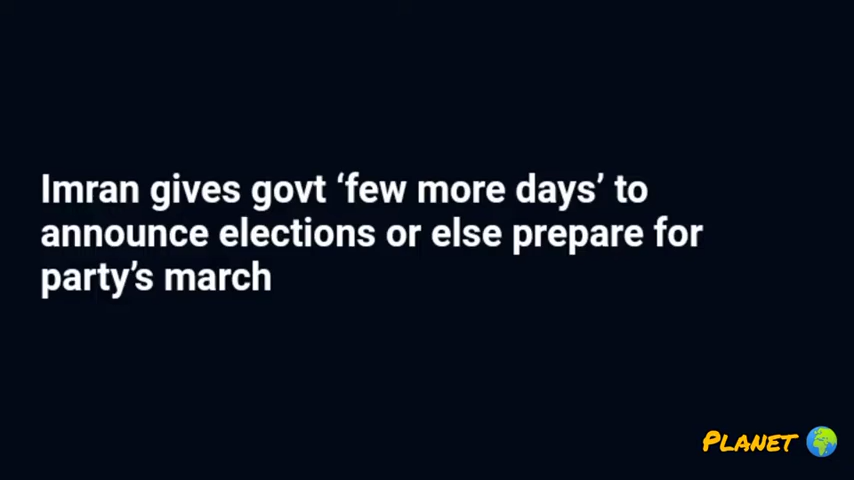 Imran gives govt ‘few more days’ to
announce elections or else prepare for
party’s march
PLANET